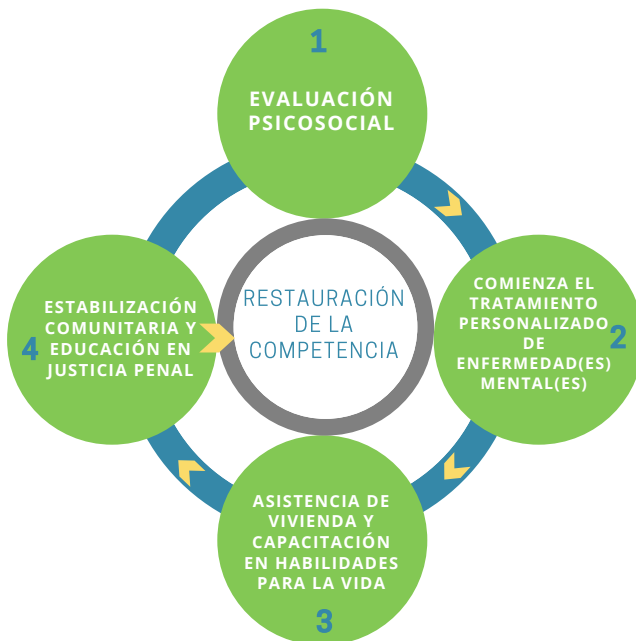 1
EVALUACIÓN
PSICOSOCIAL
COMIENZA EL
TRATAMIENTO
PERSONALIZADO
DE
ENFERMEDAD(ES)
MENTAL(ES)
2
ASISTENCIA DE
VIVIENDA Y
CAPACITACIÓN
EN HABILIDADES
PARA LA VIDA
3
ESTABILIZACIÓN
COMUNITARIA Y
EDUCACIÓN EN
JUSTICIA PENAL
4
RESTAURACIÓN
DE LA
COMPETENCIA